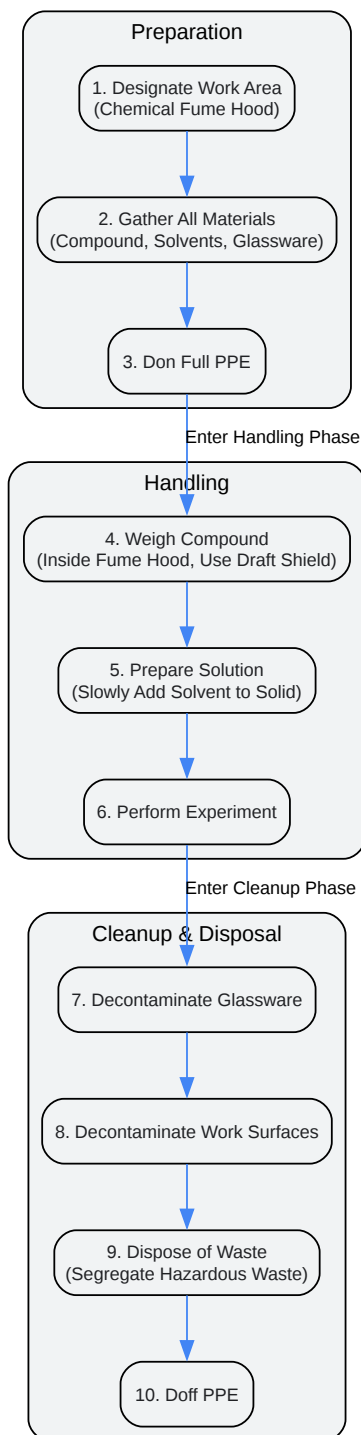 Preparation
1. Designate Work Area
(Chemical Fume Hood)
2. Gather All Materials
(Compound, Solvents, Glassware)
3. Don Full PPE
Enter Handling Phase
Handling
4. Weigh Compound
(Inside Fume Hood, Use Draft Shield)
5. Prepare Solution
(Slowly Add Solvent to Solid)
6. Perform Experiment
Enter Cleanup Phase
Cleanup & Disposal
7. Decontaminate Glassware
8. Decontaminate Work Surfaces
9. Dispose of Waste
(Segregate Hazardous Waste)
10. Doff PPE